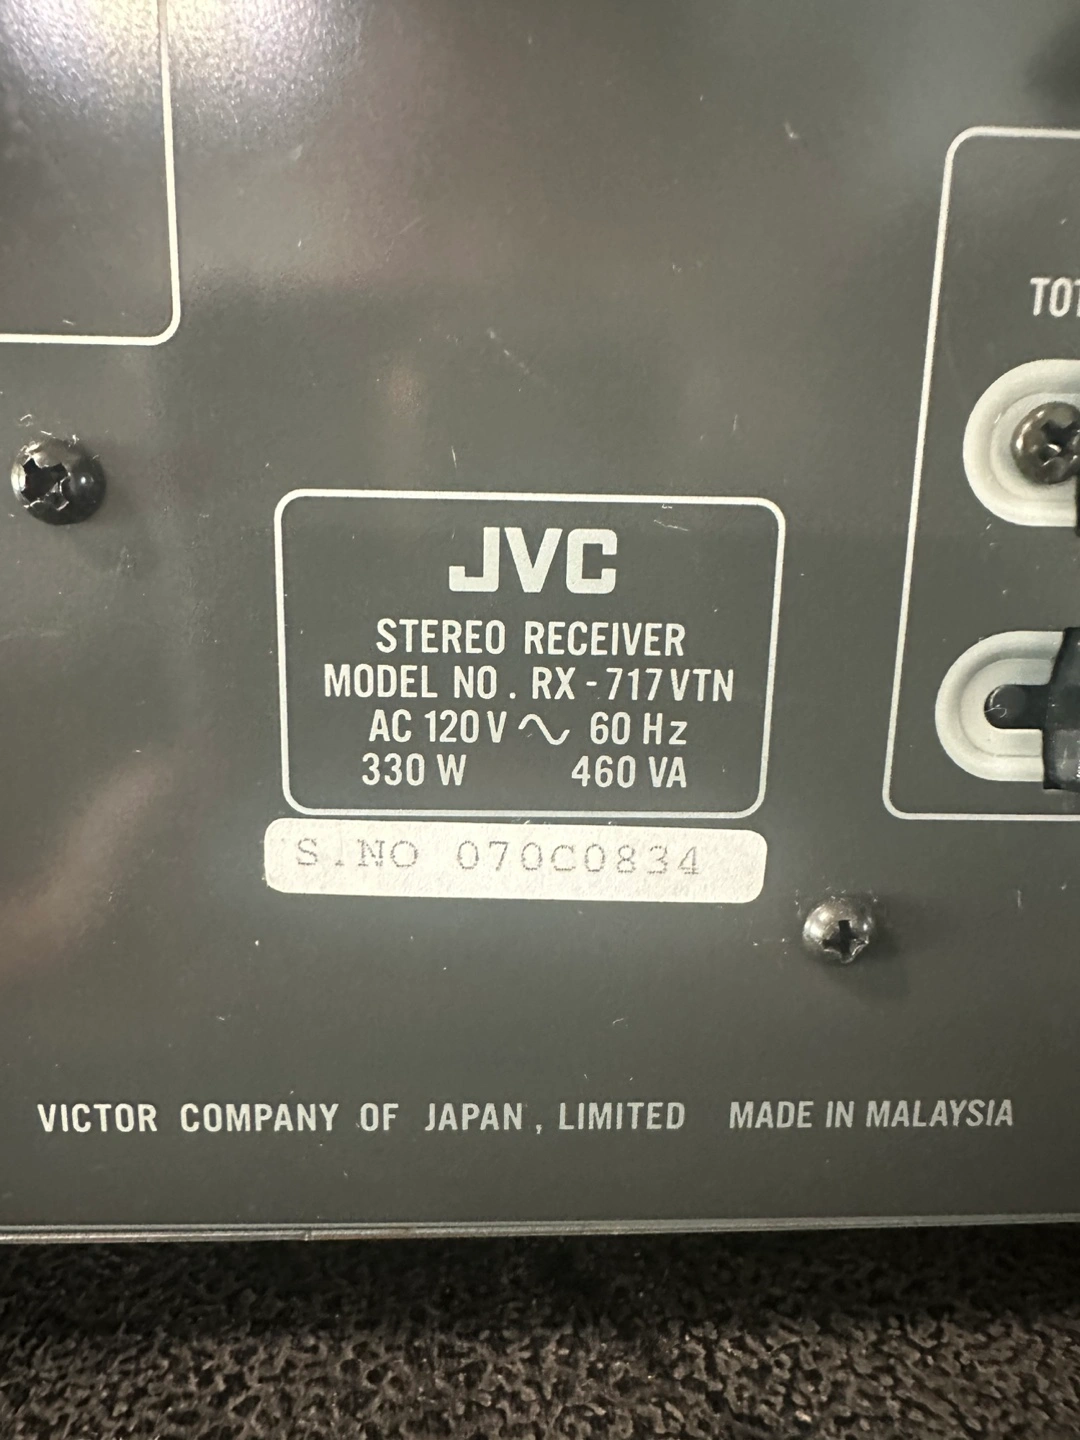 TOT
JVC
STEREO RECEIVER
MODEL NO. RX-717VTN
AC 120V ∿ 60 Hz
330 W 460 VA
S.NO 070C0834
VICTOR COMPANY OF JAPAN, LIMITED MADE IN MALAYSIA